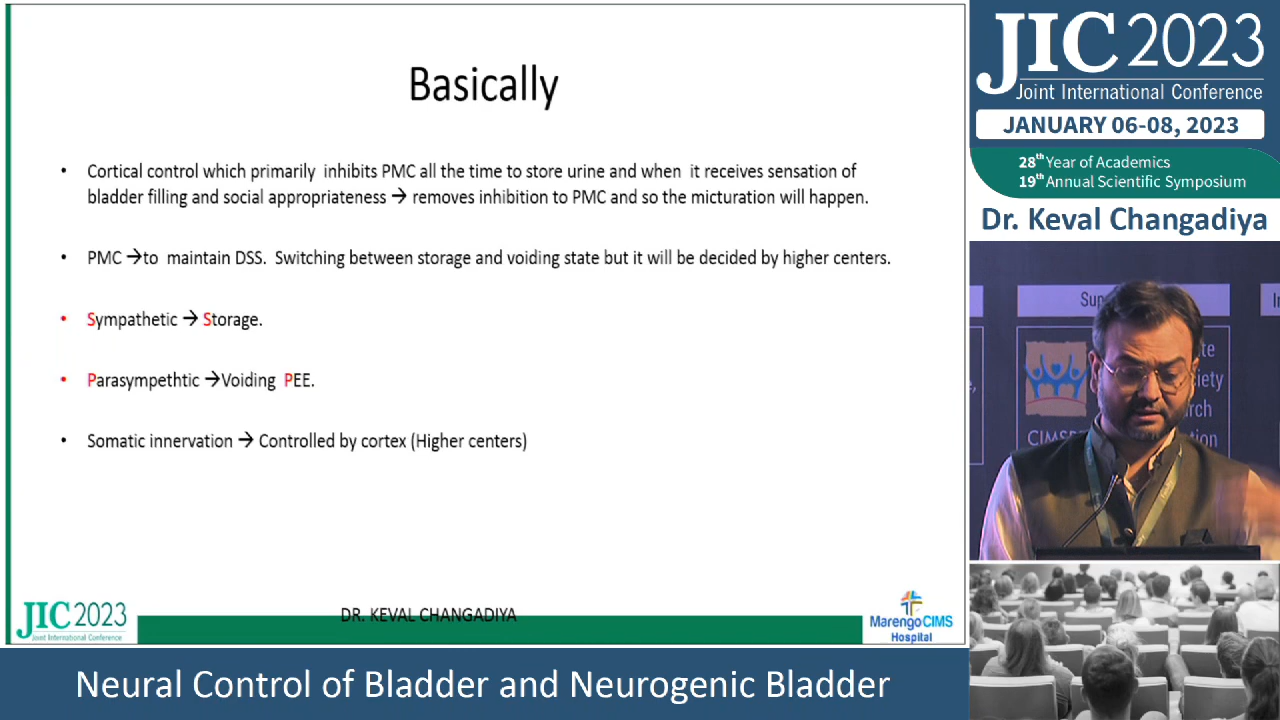 Basically
• Cortical control which primarily inhibits PMC all the time to store urine and when it receives sensation of
bladder filling and social appropriateness → removes inhibition to PMC and so the micturation will happen.
• PMC →to maintain DSS. Switching between storage and voiding state but it will be decided by higher centers.
• Sympathetic → Storage.
• Parasympethtic →Voiding PEE.
• Somatic innervation → Controlled by cortex (Higher centers)
JIC 2023
Joint International Conference
DR. KEVAL CHANGADIYA
MarengoCIMS
Hospital
Neural Control of Bladder and Neurogenic Bladder
JIC 2023
Joint International Conference
JANUARY 06-08, 2023
28th Year of Academics
19th Annual Scientific Symposium
Dr. Keval Changadiya